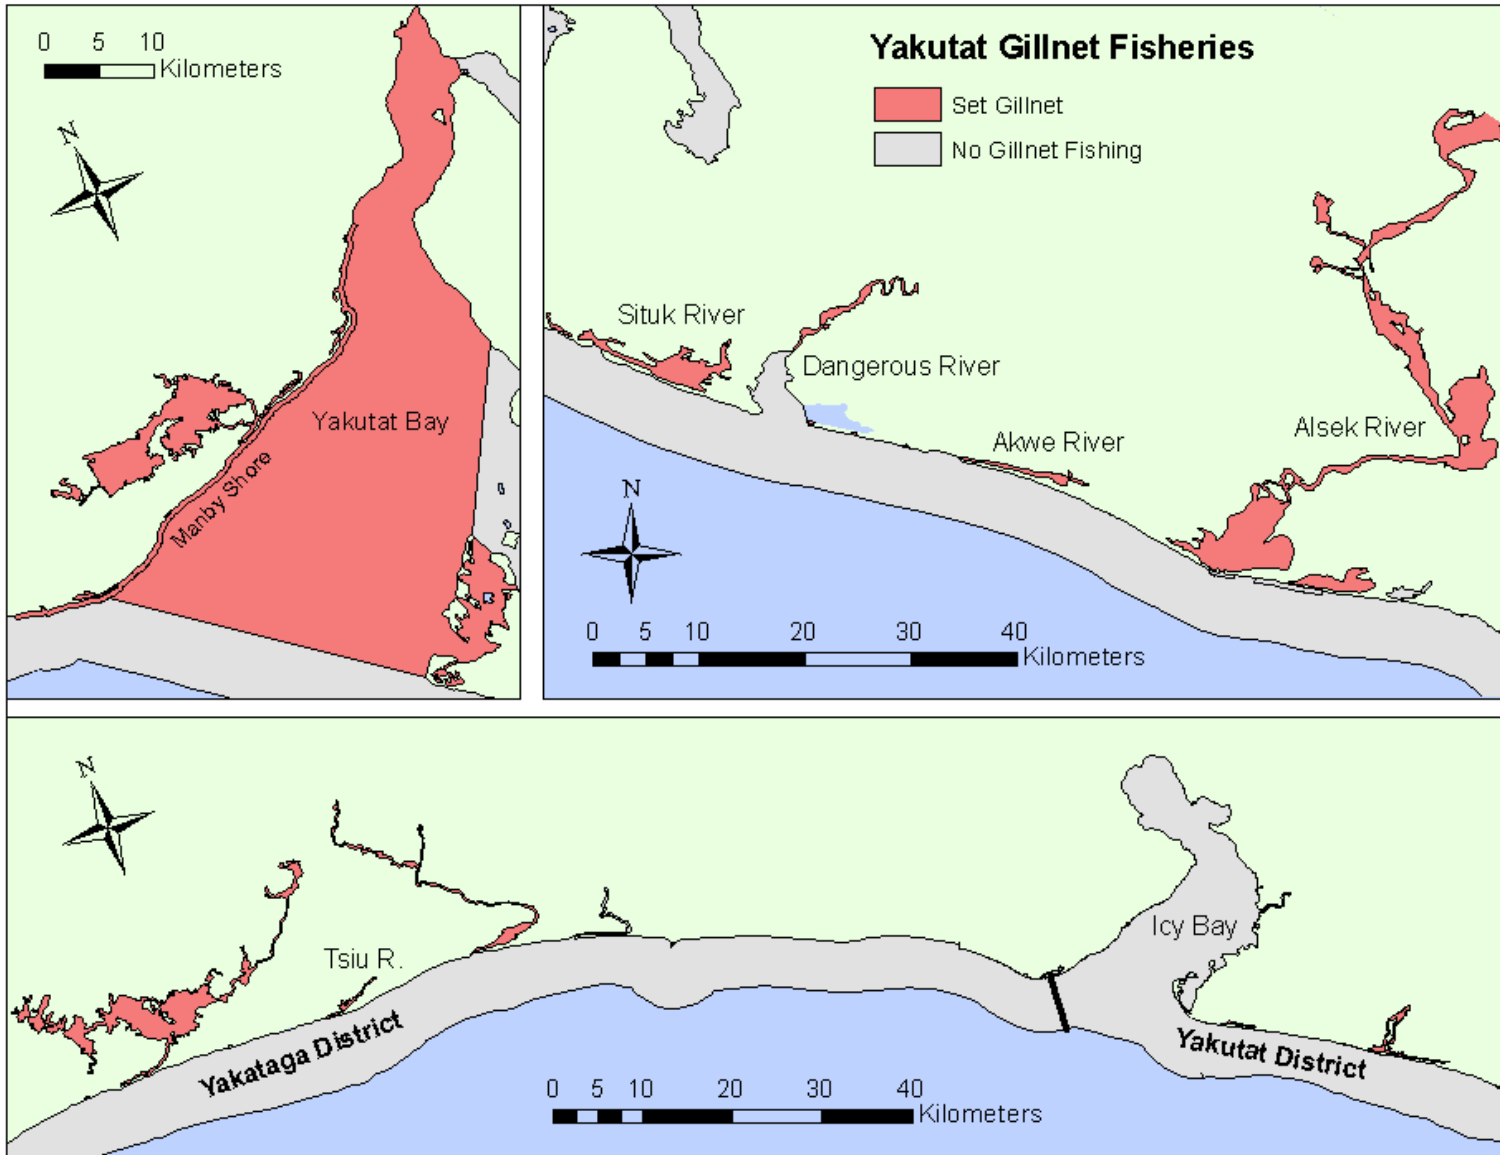 0 5 10
Kilometers
N
Yakutat Bay
Manby Shore
Yakutat Gillnet Fisheries
Set Gillnet
No Gillnet Fishing
Situk River
Dangerous River
Akwe River
Alsek River
N
0 5 10 20 30 40
Kilometers
N
Tsiu R.
Icy Bay
Yakataga District
Yakutat District
0 5 10 20 30 40
Kilometers